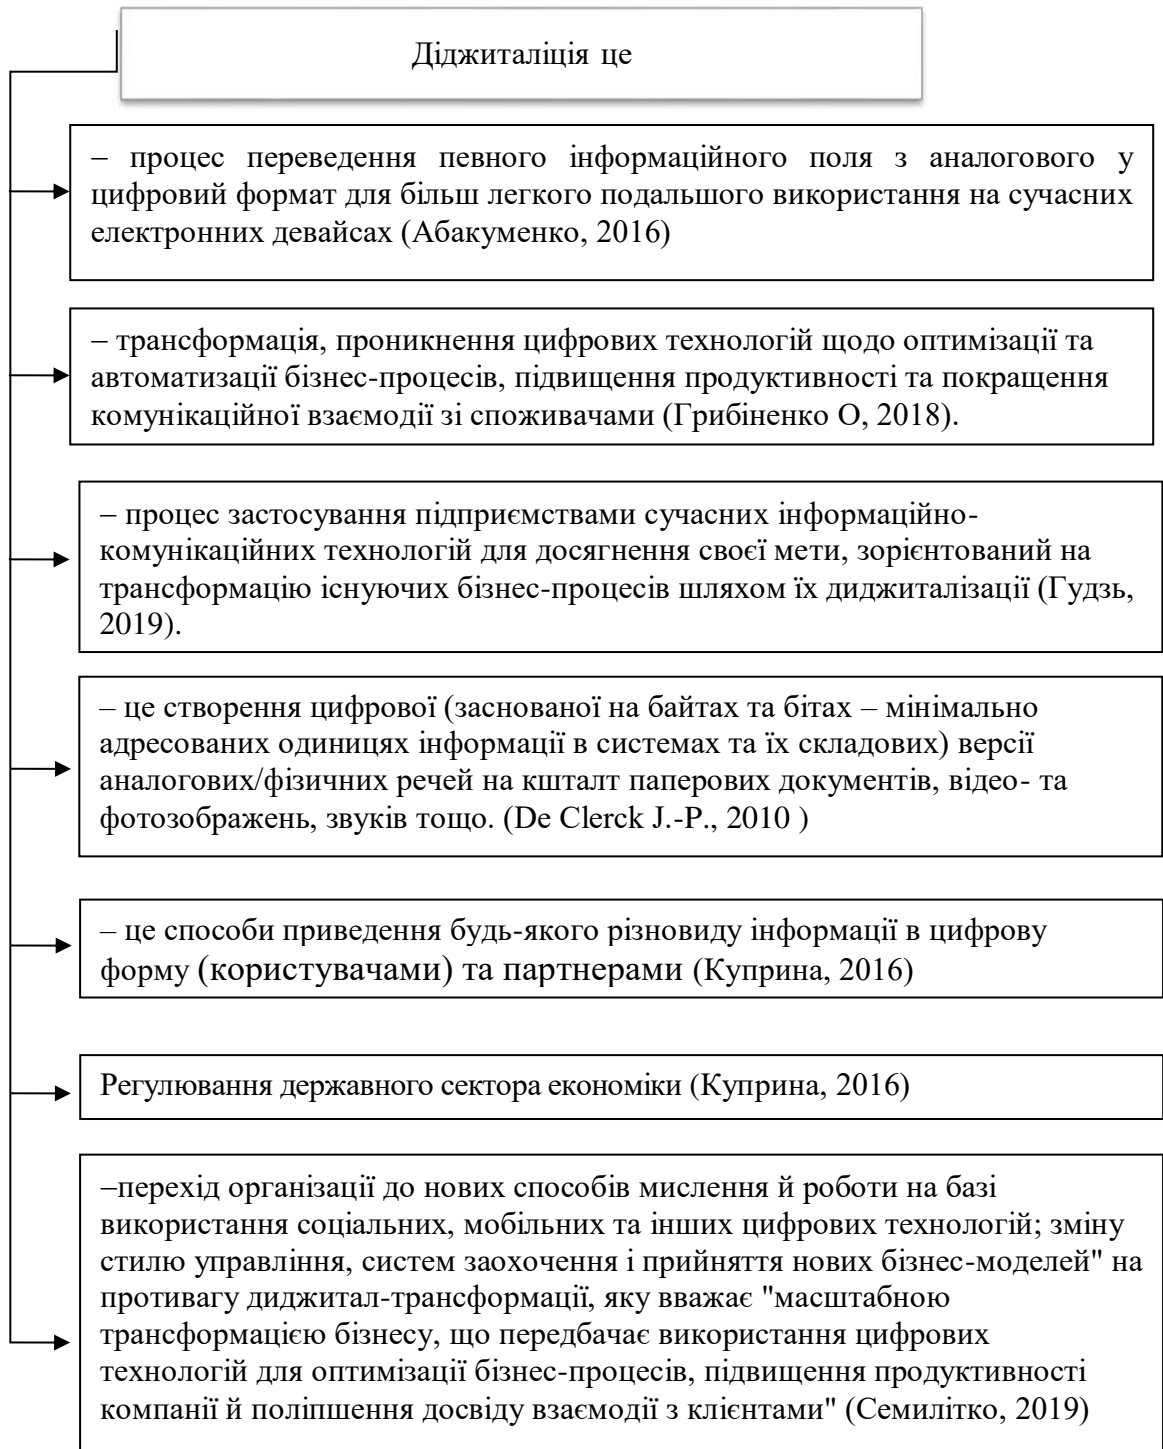 Діджиталіція це
– процес переведення певного інформаційного поля з аналогового у
цифровий формат для більш легкого подальшого використання на сучасних
електронних девайсах (Абакуменко, 2016)
– трансформація, проникнення цифрових технологій щодо оптимізації та
автоматизації бізнес-процесів, підвищення продуктивності та покращення
комунікаційної взаємодії зі споживачами (Грибіненко О, 2018).
– процес застосування підприємствами сучасних інформаційно-
комунікаційних технологій для досягнення своєї мети, зорієнтований на
трансформацію існуючих бізнес-процесів шляхом їх диджиталізації (Гудзь,
2019).
– це створення цифрової (заснованої на байтах та бітах – мінімально
адресованих одиницях інформації в системах та їх складових) версії
аналогових/фізичних речей на кшталт паперових документів, відео- та
фотозображень, звуків тощо. (De Clerck J.-P., 2010 )
– це способи приведення будь-якого різновиду інформації в цифрову
форму (користувачами) та партнерами (Куприна, 2016)
Регулювання державного сектора економіки (Куприна, 2016)
–перехід організації до нових способів мислення й роботи на базі
використання соціальних, мобільних та інших цифрових технологій; зміну
стилю управління, систем заохочення і прийняття нових бізнес-моделей" на
противагу диджитал-трансформації, яку вважає "масштабною
трансформацією бізнесу, що передбачає використання цифрових
технологій для оптимізації бізнес-процесів, підвищення продуктивності
компанії й поліпшення досвіду взаємодії з клієнтами" (Семилітко, 2019)